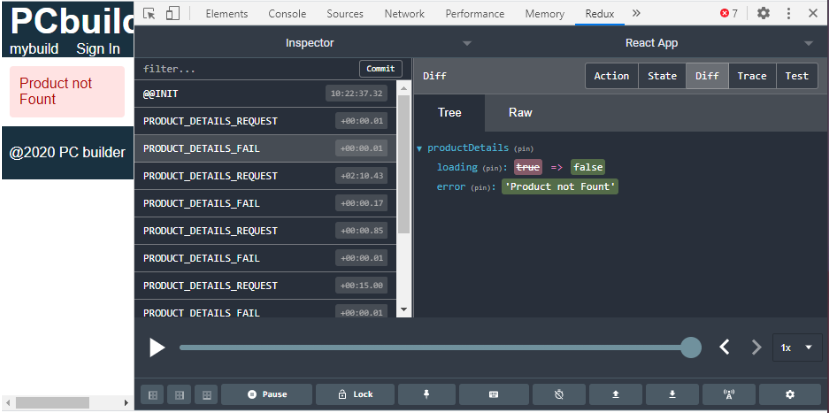 PCbuild
mybuild Sign In
Product not
Fount
@2020 PC builder
Elements Console Sources Network Performance Memory Redux » 7
Inspector React App
filter... Commit
@@INIT 10:22:37.32
PRODUCT_DETAILS_REQUEST +00:00.01
PRODUCT_DETAILS_FAIL +00:00.01
PRODUCT_DETAILS_REQUEST +02:10.43
PRODUCT_DETAILS_FAIL +00:00.17
PRODUCT_DETAILS_REQUEST +00:00.85
PRODUCT_DETAILS_FAIL +00:00.01
PRODUCT_DETAILS_REQUEST +00:15.00
PRODUCT_DETAILS_FAIL +00:00.01
Diff Action State Diff Trace Test
Tree Raw
productDetails (pin)
loading (pin): true => false
error (pin): 'Product not Fount'
1x
Pause Lock